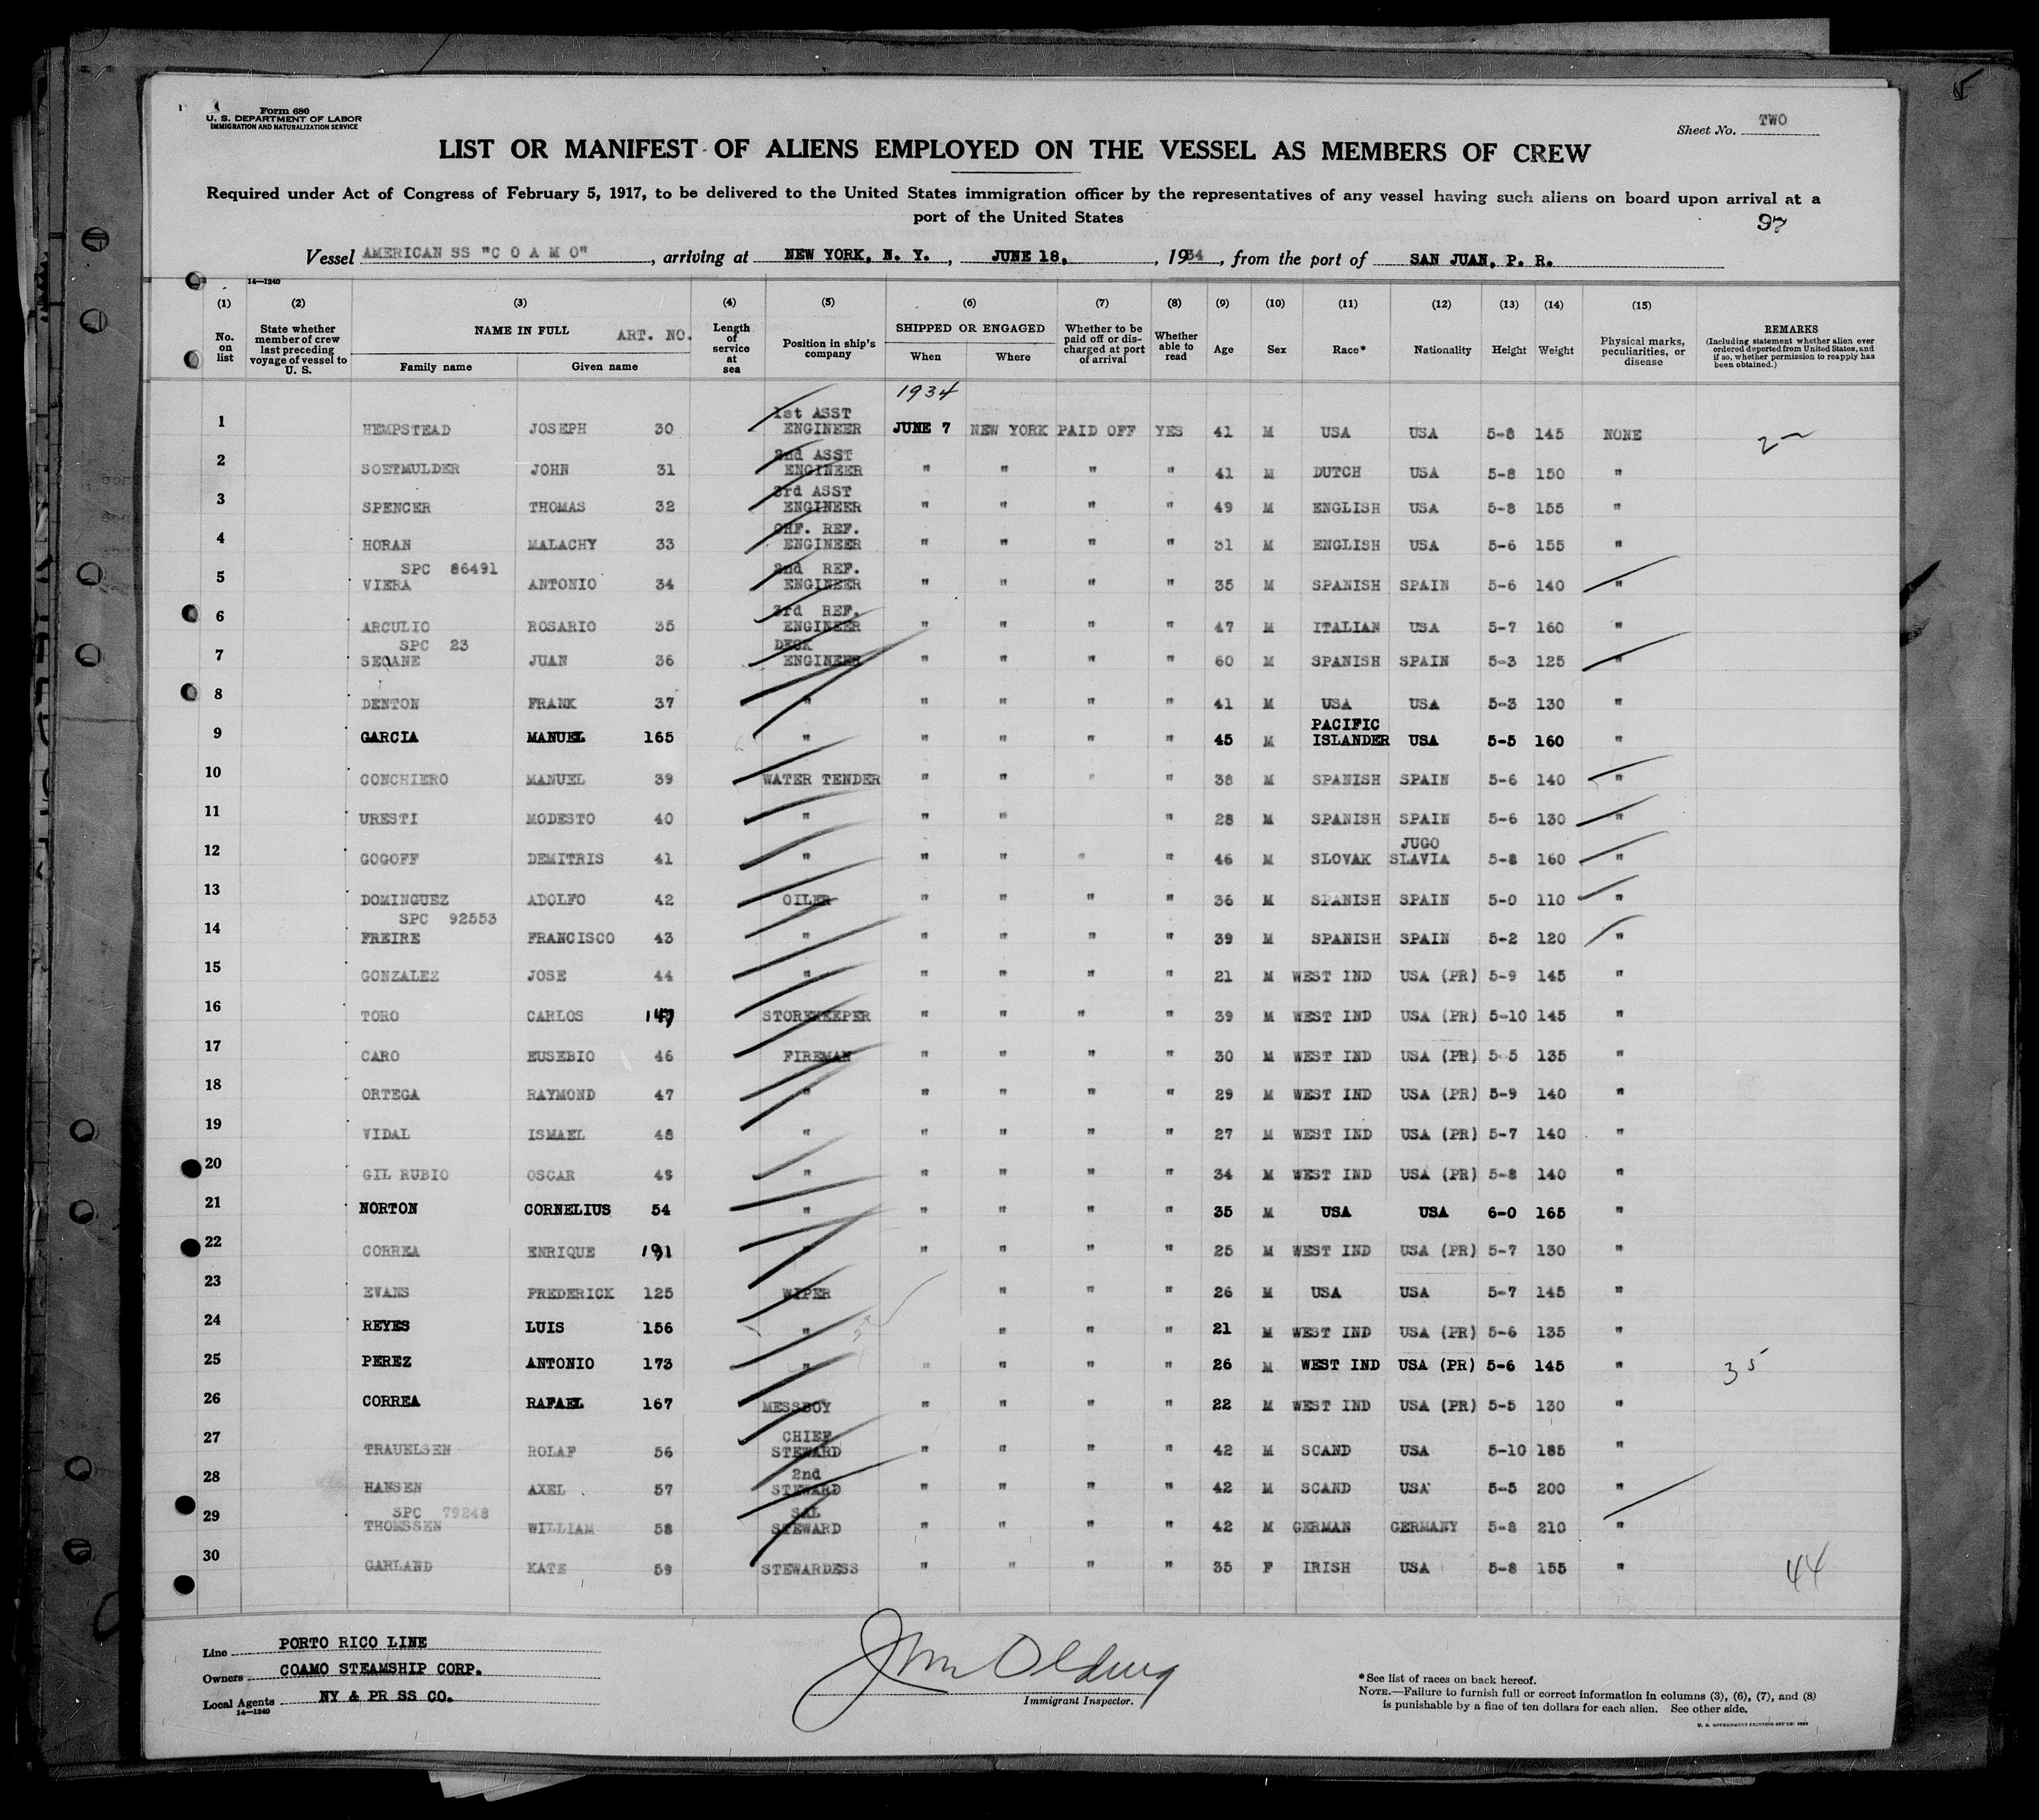 Form 680
U. S. DEPARTMENT OF LABOR
IMMIGRATION AND NATURALIZATION SERVICE
Sheet No. TWO
LIST OR MANIFEST OF ALIENS EMPLOYED ON THE VESSEL AS MEMBERS OF CREW
Required under Act of Congress of February 5, 1917, to be delivered to the United States immigration officer by the representatives of any vessel having such aliens on board upon arrival at a
port of the United States
Vessel AMERICAN SS "C O A M O" , arriving at NEW YORK, N. Y. , JUNE 18, , 1934 , from the port of SAN JUAN, P. R.
14—1240
(1) (2) (3) (4) (5) (6) (7) (8) (9) (10) (11) (12) (13) (14) (15)
No. on list
State whether member of crew last preceding voyage of vessel to U. S.
NAME IN FULL ART. NO.
Family name Given name
Length of service at sea
Position in ship's company
SHIPPED OR ENGAGED
When Where
Whether to be paid off or discharged at port of arrival
Whether able to read
Age Sex Race* Nationality Height Weight
Physical marks, peculiarities, or disease
REMARKS
(Including statement whether alien ever ordered deported from United States, and if so, whether permission to reapply has been obtained.)
1934
1 HEMPSTEAD JOSEPH 30 1st ASST ENGINEER JUNE 7 NEW YORK PAID OFF YES 41 M USA USA 5-8 145 NONE
2 SOETMULDER JOHN 31 2nd ASST ENGINEER " " " " 41 M DUTCH USA 5-8 150 "
3 SPENCER THOMAS 32 3rd ASST ENGINEER " " " " 49 M ENGLISH USA 5-8 155 "
4 HORAN MALACHY 33 CHF. REF. ENGINEER " " " " 31 M ENGLISH USA 5-6 155 "
SPC 86491
5 VIERA ANTONIO 34 2nd REF. ENGINEER " " " " 35 M SPANISH SPAIN 5-6 140 "
6 ARCULIO ROSARIO 35 3rd REF. ENGINEER " " " " 47 M ITALIAN USA 5-7 160 "
SPC 23
7 SEOANE JUAN 36 DECK ENGINEER " " " " 60 M SPANISH SPAIN 5-3 125 "
8 DENTON FRANK 37 " " " " " 41 M USA USA 5-3 130 "
9 GARCIA MANUEL 165 " " " " " 45 M PACIFIC ISLANDER USA 5-5 160 "
10 CONCHIERO MANUEL 39 WATER TENDER " " " " 38 M SPANISH SPAIN 5-6 140 "
11 URESTI MODESTO 40 " " " " 28 M SPANISH SPAIN 5-6 130 "
12 GOGOFF DEMITRIS 41 " " " " " 46 M SLOVAK JUGO SLAVIA 5-8 160 "
13 DOMINGUEZ ADOLFO 42 OILER " " " " 36 M SPANISH SPAIN 5-0 110 "
SPC 92553
14 FREIRE FRANCISCO 43 " " " " " 39 M SPANISH SPAIN 5-2 120 "
15 GONZALEZ JOSE 44 " " " " " 21 M WEST IND USA (PR) 5-9 145 "
16 TORO CARLOS STOREKEEPER " " " " 39 M WEST IND USA (PR) 5-10 145 "
17 CARO EUSEBIO 46 FIREMAN " " " " 30 M WEST IND USA (PR) 5-5 135 "
18 ORTEGA RAYMOND 47 " " " " " 29 M WEST IND USA (PR) 5-9 140 "
19 VIDAL ISMAEL 48 " " " " " 27 M WEST IND USA (PR) 5-7 140 "
20 GIL RUBIO OSCAR 49 " " " " " 34 M WEST IND USA (PR) 5-8 140 "
21 NORTON CORNELIUS 54 " " " " " 35 M USA USA 6-0 165 "
22 CORREA ENRIQUE 191 " " " " " 25 M WEST IND USA (PR) 5-7 130 "
23 EVANS FREDERICK 125 WIPER " " " 26 M USA USA 5-7 145 "
24 REYES LUIS 156 " " " " 21 M WEST IND USA (PR) 5-6 135 "
25 PEREZ ANTONIO 173 " " " " " 26 M WEST IND USA (PR) 5-6 145 " 35
26 CORREA RAFAEL 167 MESSBOY " " " " 22 M WEST IND USA (PR) 5-5 130 "
27 TRAUELSEN ROLAF 56 CHIEF STEWARD " " " " 42 M SCAND USA 5-10 185 "
28 HANSEN AXEL 57 2nd STEWARD " " " " 42 M SCAND USA 5-5 200 "
SPC 79248
29 THOMSSEN WILLIAM 58 SAL STEWARD " " " " 42 M GERMAN GERMANY 5-8 210 "
30 GARLAND KATE 59 STEWARDESS " " " " 35 F IRISH USA 5-8 155 " 44
Line PORTO RICO LINE
Owners COAMO STEAMSHIP CORP.
Local Agents NY & PR SS CO.
14—1240
Immigrant Inspector.
*See list of races on back hereof.
NOTE.—Failure to furnish full or correct information in columns (3), (6), (7), and (8)
is punishable by a fine of ten dollars for each alien. See other side.